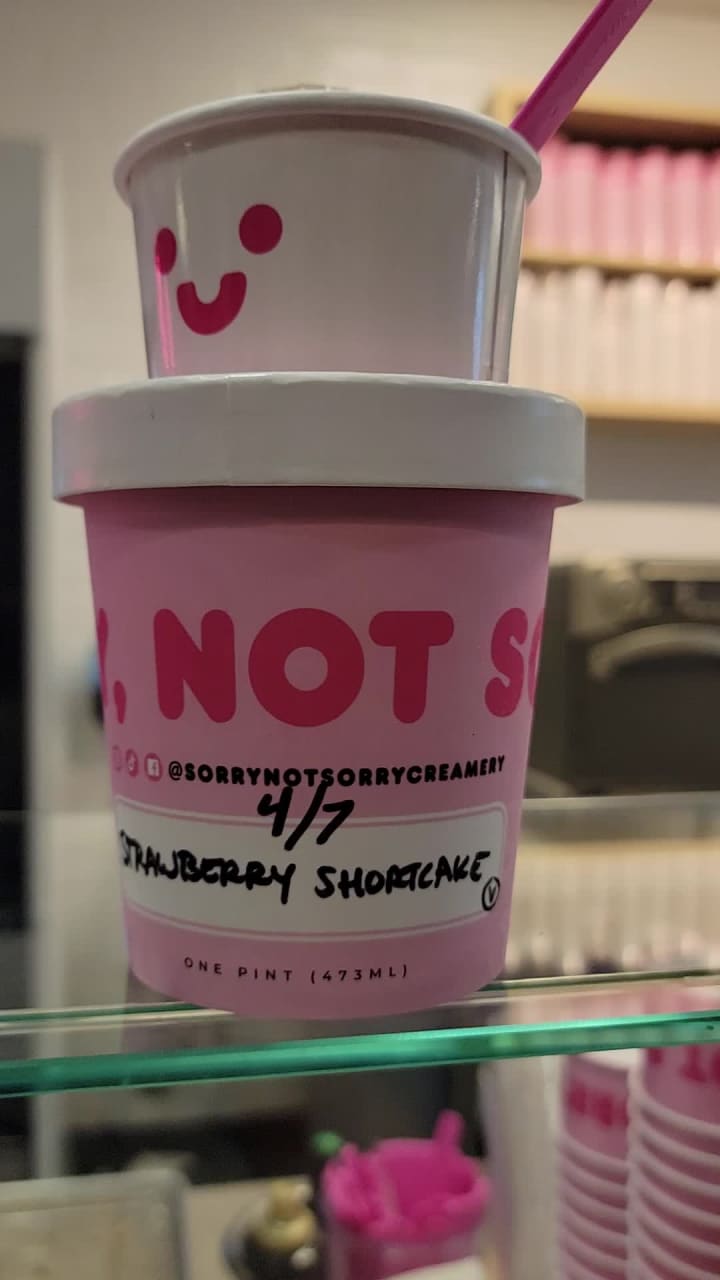 , NOT
@SORRYNOTSORRYCREAMERY
4/7
STRAWBERRY SHORTCAKE
V
ONE PINT (473ML)